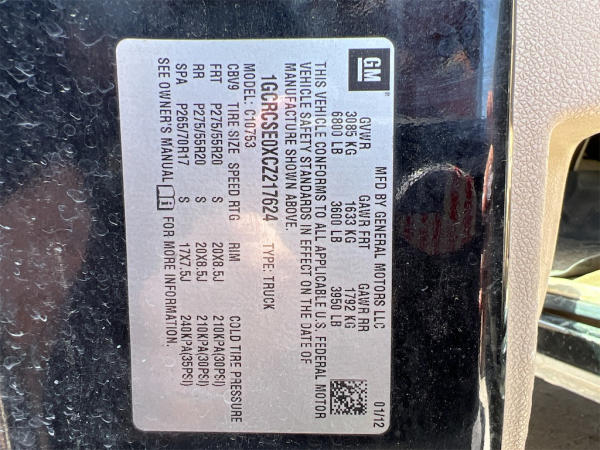 GM ®
MFD BY GENERAL MOTORS LLC 01/12
GVWR GAWR FRT GAWR RR
3085 KG 1633 KG 1792 KG
6800 LB 3600 LB 3950 LB
THIS VEHICLE CONFORMS TO ALL APPLICABLE U.S. FEDERAL MOTOR
VEHICLE SAFETY STANDARDS IN EFFECT ON THE DATE OF
MANUFACTURE SHOWN ABOVE.
1GCRCSE0XCZ217624 TYPE: TRUCK
MODEL: C10753
CBV9 TIRE SIZE SPEED RTG RIM COLD TIRE PRESSURE
FRT P275/55R20 S 20X8.5J 210KPA(30PSI)
RR P275/55R20 S 20X8.5J 210KPA(30PSI)
SPA P265/70R17 S 17X7.5J 240KPA(35PSI)
SEE OWNER'S MANUAL FOR MORE INFORMATION.